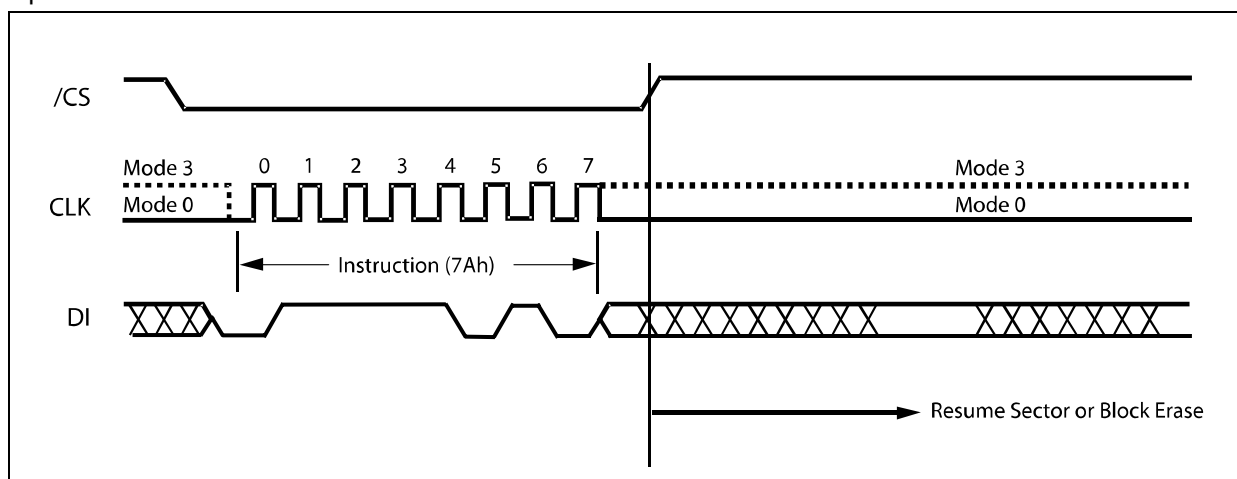 /CS
Mode 3
0 1 2 3 4 5 6 7
Mode 3
CLK
Mode 0
Mode 0
Instruction (7Ah)
DI
Resume Sector or Block Erase